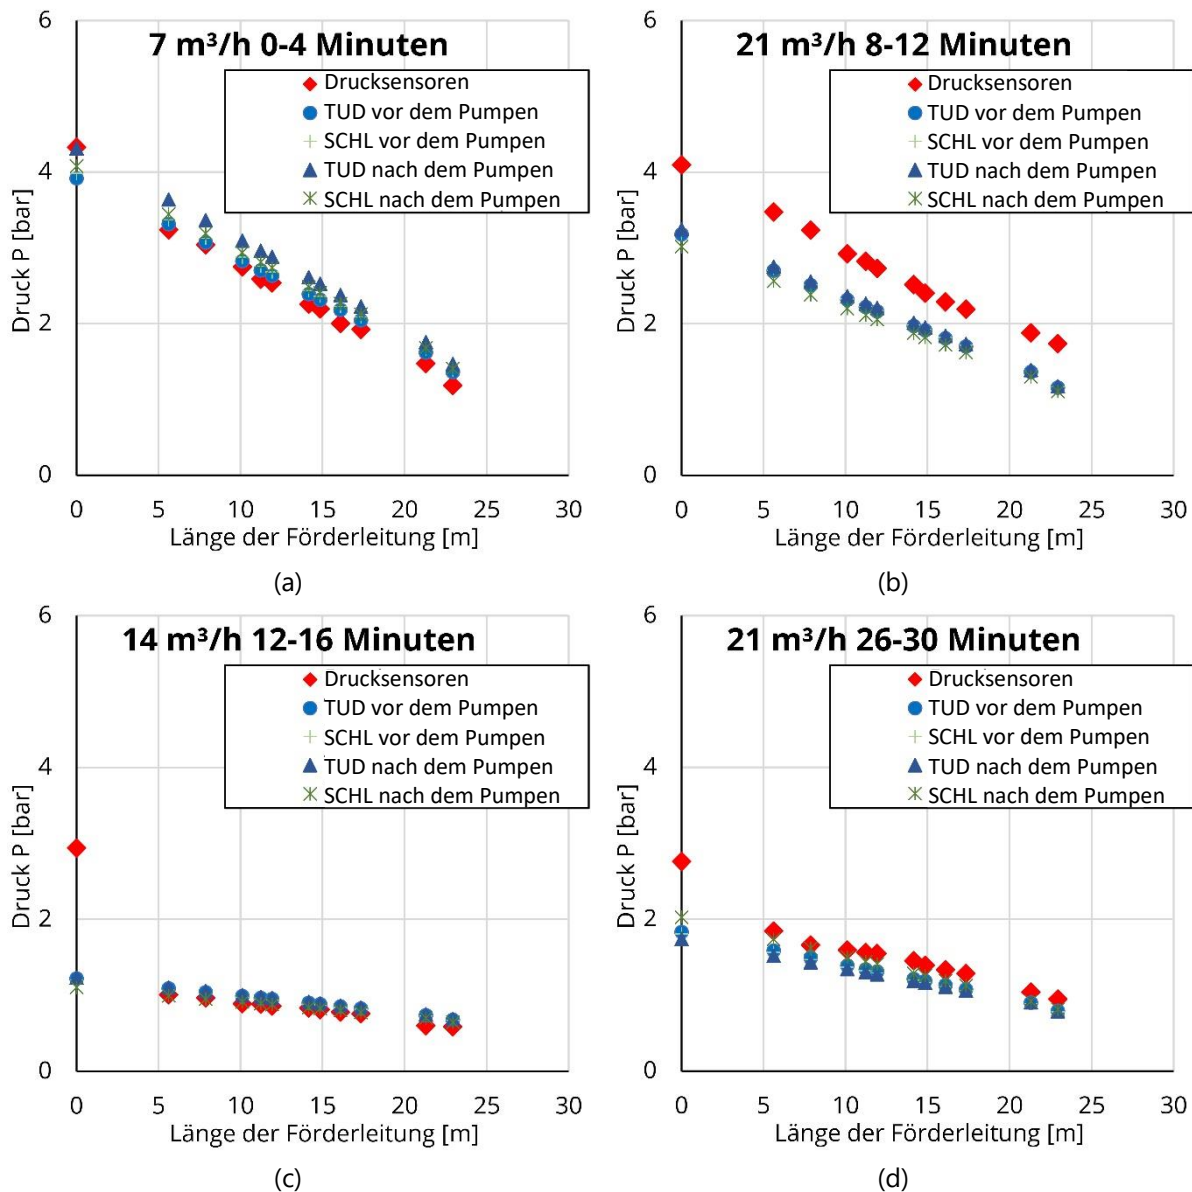 7 m³/h 0-4 Minuten
Drucksensoren
TUD vor dem Pumpen
SCHL vor dem Pumpen
TUD nach dem Pumpen
SCHL nach dem Pumpen
Druck P [bar]
6
4
2
0
0 5 10 15 20 25 30
Länge der Förderleitung [m]
(a)
21 m³/h 8-12 Minuten
Drucksensoren
TUD vor dem Pumpen
SCHL vor dem Pumpen
TUD nach dem Pumpen
SCHL nach dem Pumpen
Druck P [bar]
6
4
2
0
0 5 10 15 20 25 30
Länge der Förderleitung [m]
(b)
14 m³/h 12-16 Minuten
Drucksensoren
TUD vor dem Pumpen
SCHL vor dem Pumpen
TUD nach dem Pumpen
SCHL nach dem Pumpen
Druck P [bar]
6
4
2
0
0 5 10 15 20 25 30
Länge der Förderleitung [m]
(c)
21 m³/h 26-30 Minuten
Drucksensoren
TUD vor dem Pumpen
SCHL vor dem Pumpen
TUD nach dem Pumpen
SCHL nach dem Pumpen
Druck P [bar]
6
4
2
0
0 5 10 15 20 25 30
Länge der Förderleitung [m]
(d)